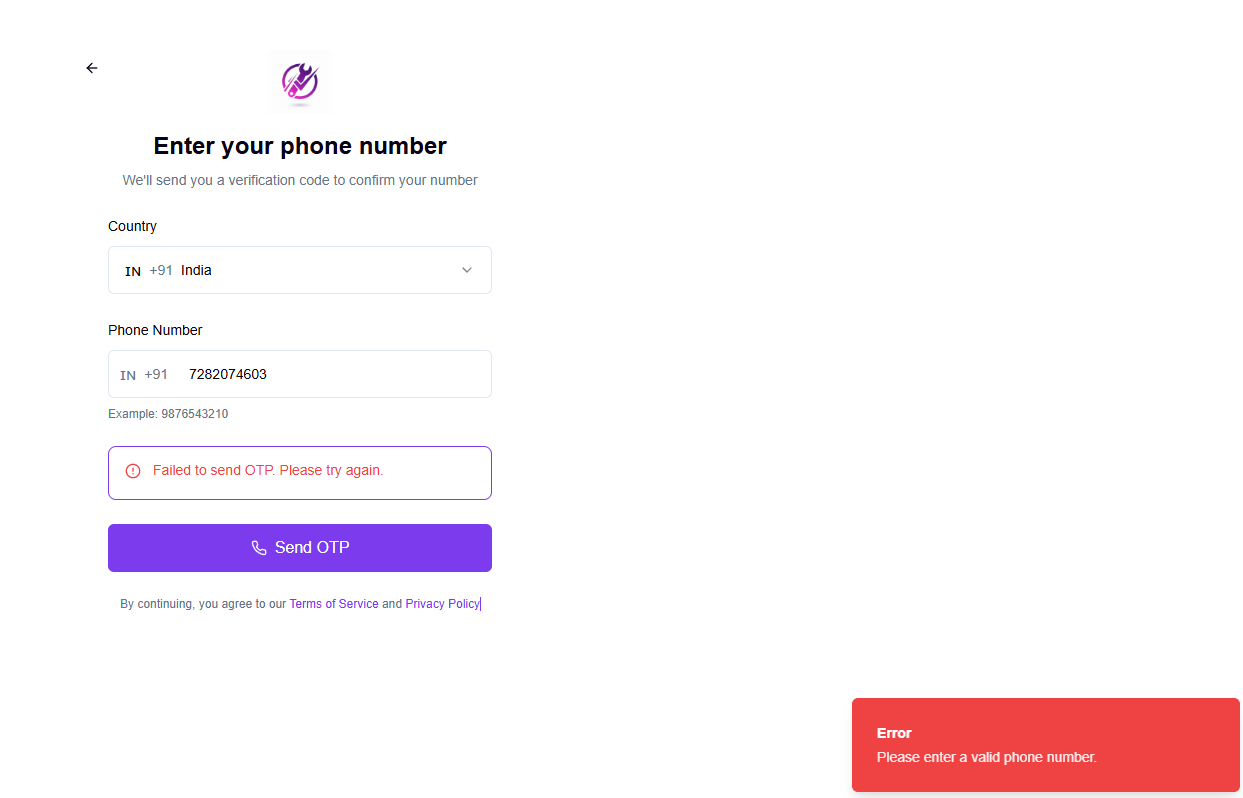 Enter your phone number
We'll send you a verification code to confirm your number
Country
IN +91 India
Phone Number
IN +91 7282074603
Example: 9876543210
Failed to send OTP. Please try again.
Send OTP
By continuing, you agree to our Terms of Service and Privacy Policy
Error
Please enter a valid phone number.